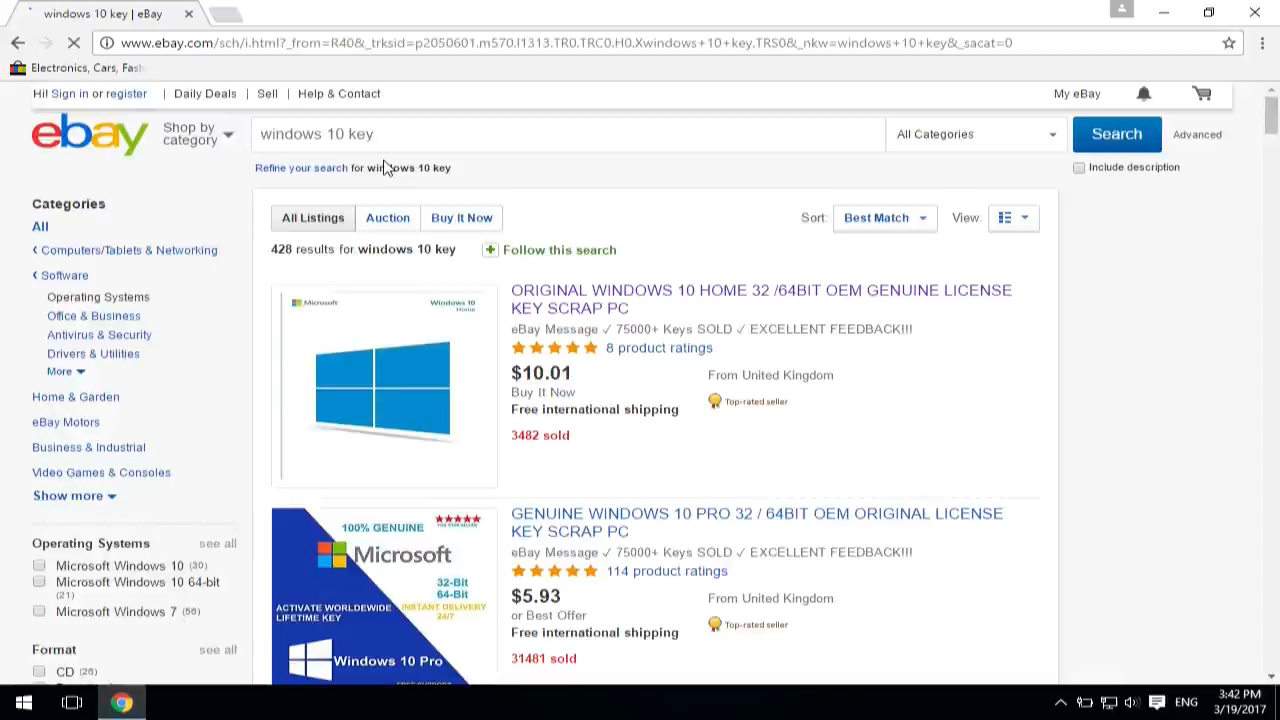 windows 10 key | eBay
www.ebay.com/sch/i.html?_from=R40&_trksid=p2050601.m570.l1313.TR0.TRC0.H0.Xwindows+10+key.TRS0&_nkw=windows+10+key&_sacat=0
Electronics, Cars, Fash
Hi! Sign in or register | Daily Deals | Sell | Help & Contact My eBay
ebay Shop by category windows 10 key All Categories Search Advanced
Refine your search for windows 10 key Include description
Categories
All
Computers/Tablets & Networking
Software
Operating Systems
Office & Business
Antivirus & Security
Drivers & Utilities
More
Home & Garden
eBay Motors
Business & Industrial
Video Games & Consoles
Show more
Operating Systems see all
Microsoft Windows 10 (30)
Microsoft Windows 10 64-bit
(21)
Microsoft Windows 7 (56)
Format see all
CD (26)
All Listings Auction Buy It Now Sort: Best Match View:
428 results for windows 10 key Follow this search
Microsoft Windows 10
Home
ORIGINAL WINDOWS 10 HOME 32 /64BIT OEM GENUINE LICENSE
KEY SCRAP PC
eBay Message ✓ 75000+ Keys SOLD ✓ EXCELLENT FEEDBACK!!!
8 product ratings
$10.01 From United Kingdom
Buy It Now
Free international shipping Top-rated seller
3482 sold
100% GENUINE
Microsoft
32-Bit
64-Bit
ACTIVATE WORLDWIDE
LIFETIME KEY
INSTANT DELIVERY
24/7
Windows 10 Pro
GENUINE WINDOWS 10 PRO 32 / 64BIT OEM ORIGINAL LICENSE
KEY SCRAP PC
eBay Message ✓ 75000+ Keys SOLD ✓ EXCELLENT FEEDBACK!!!
114 product ratings
$5.93 From United Kingdom
or Best Offer
Free international shipping Top-rated seller
31481 sold
ENG
3:42 PM
3/19/2017